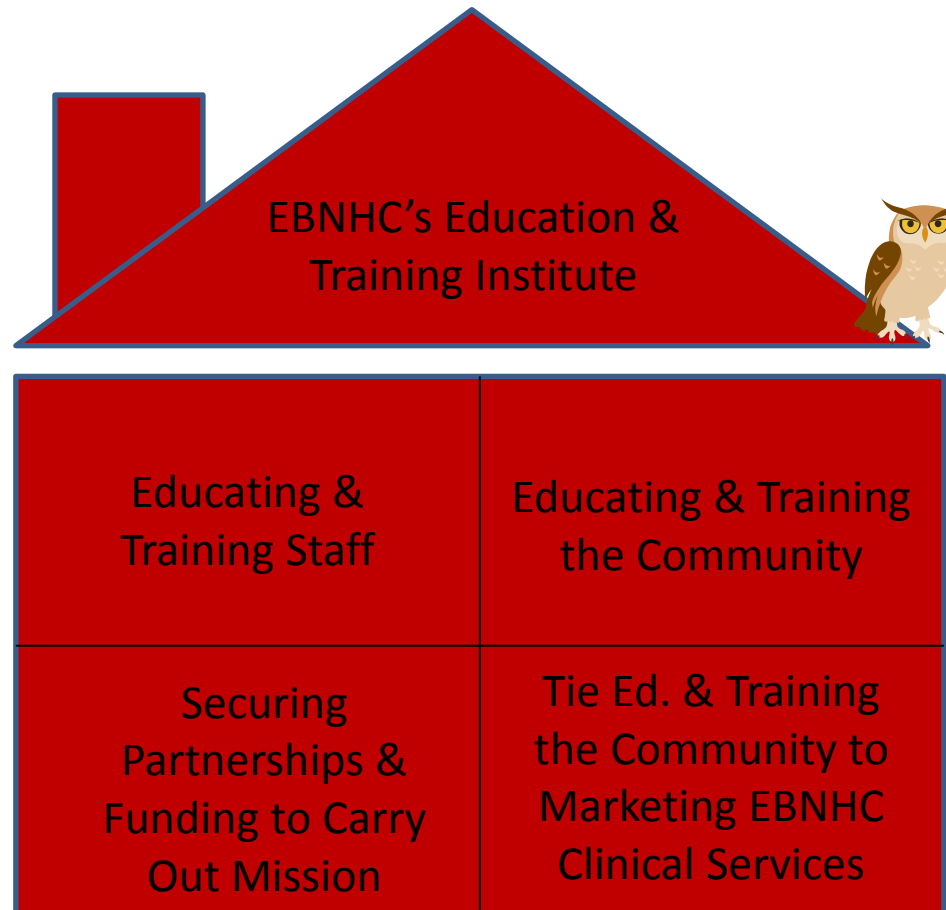 EBNHC’s Education &
Training Institute
Educating &
Training Staff
Educating & Training
the Community
Securing
Partnerships &
Funding to Carry
Out Mission
Tie Ed. & Training
the Community to
Marketing EBNHC
Clinical Services